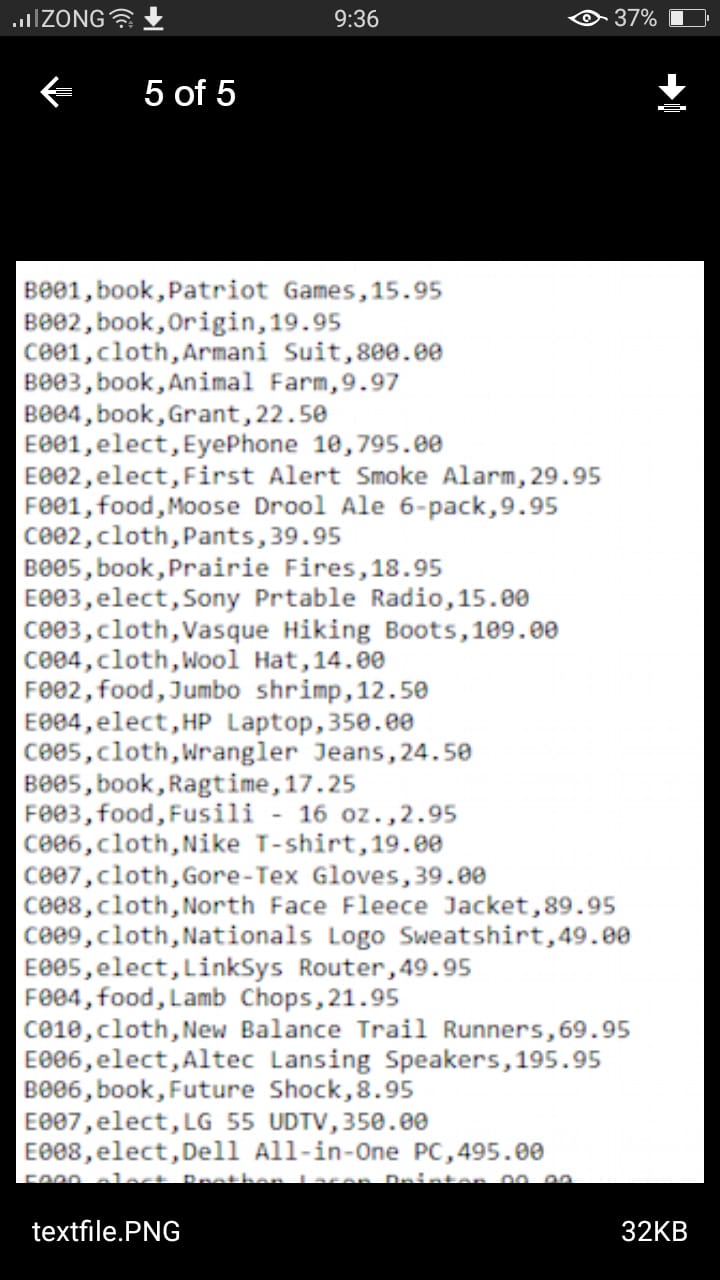 ZONG 9:36 37%
5 of 5
B001,book,Patriot Games,15.95
B002,book,Origin,19.95
C001,cloth,Armani Suit,800.00
B003,book,Animal Farm,9.97
B004,book,Grant,22.50
E001,elect,EyePhone 10,795.00
E002,elect,First Alert Smoke Alarm,29.95
F001,food,Moose Drool Ale 6-pack,9.95
C002,cloth,Pants,39.95
B005,book,Prairie Fires,18.95
E003,elect,Sony Prtable Radio,15.00
C003,cloth,Vasque Hiking Boots,109.00
C004,cloth,Wool Hat,14.00
F002,food,Jumbo shrimp,12.50
E004,elect,HP Laptop,350.00
C005,cloth,Wrangler Jeans,24.50
B005,book,Ragtime,17.25
F003,food,Fusili - 16 oz.,2.95
C006,cloth,Nike T-shirt,19.00
C007,cloth,Gore-Tex Gloves,39.00
C008,cloth,North Face Fleece Jacket,89.95
C009,cloth,Nationals Logo Sweatshirt,49.00
E005,elect,LinkSys Router,49.95
F004,food,Lamb Chops,21.95
C010,cloth,New Balance Trail Runners,69.95
E006,elect,Altec Lansing Speakers,195.95
B006,book,Future Shock,8.95
E007,elect,LG 55 UDTV,350.00
E008,elect,Dell All-in-One PC,495.00
E009,elect,Brother Laser Printer,99.00
textfile.PNG 32KB